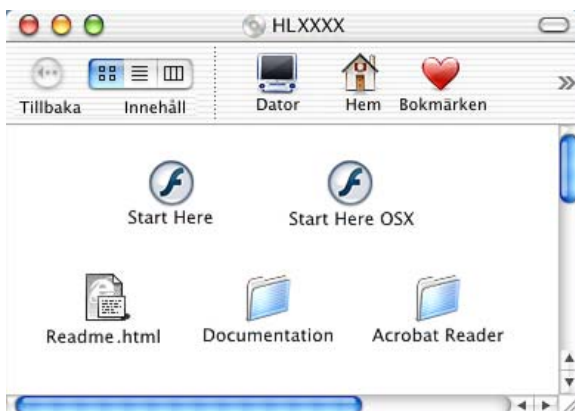 HLXXXX
Tillbaka Innehåll Dator Hem Bokmärken
Start Here Start Here OSX
Readme.html Documentation Acrobat Reader